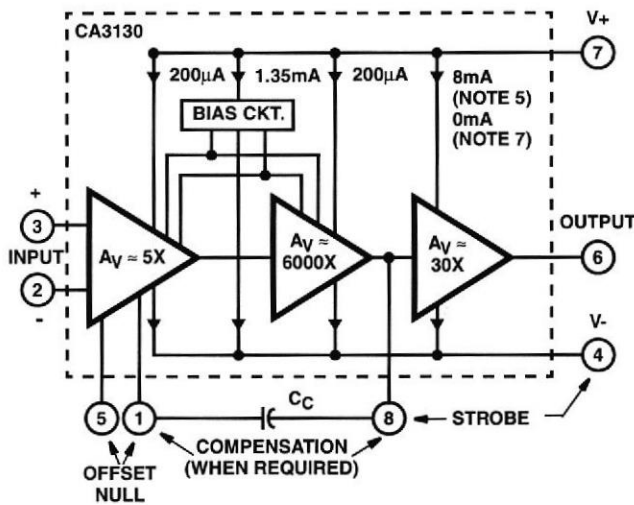 CA3130
V+
7
200μA
1.35mA
200μA
8mA
(NOTE 5)
0mA
(NOTE 7)
BIAS CKT.
+
3
INPUT
2
-
AV ≈ 5X
AV ≈
6000X
AV ≈
30X
OUTPUT
6
V-
4
5
1
CC
8
STROBE
OFFSET
NULL
COMPENSATION
(WHEN REQUIRED)